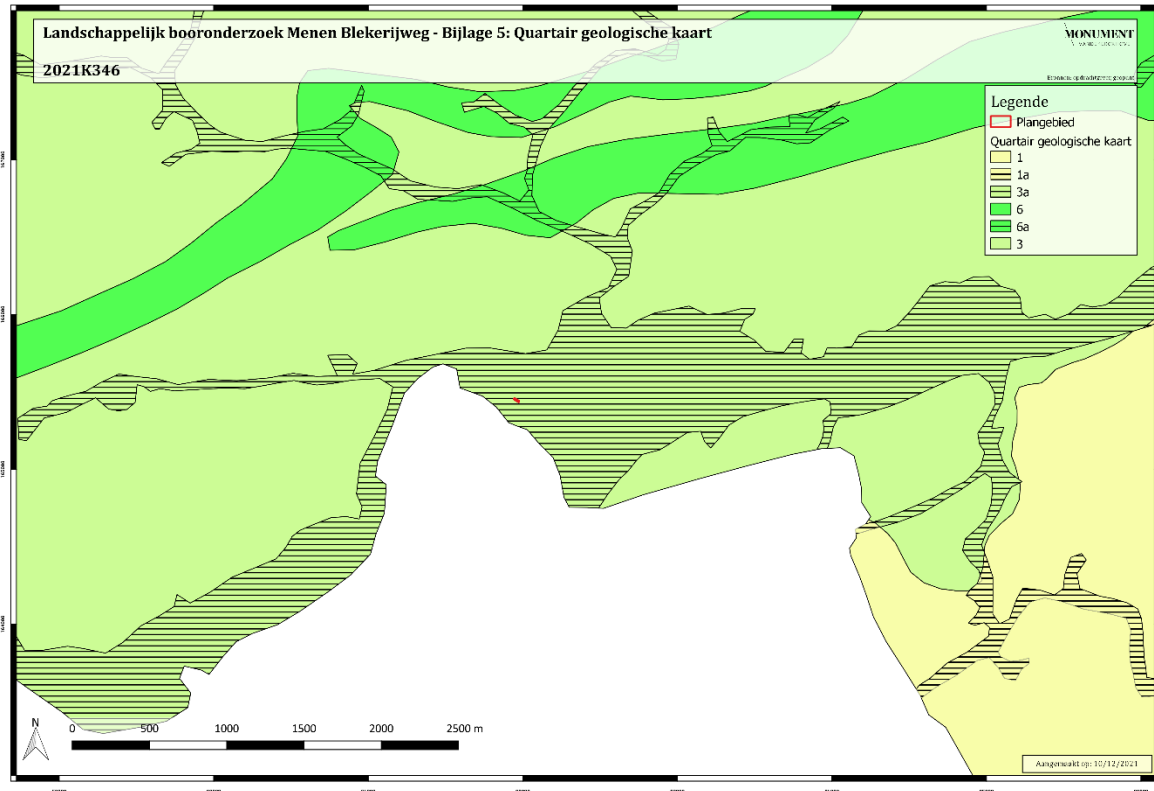 Landschappelijk booronderzoek Menen Blekerijweg - Bijlage 5: Quartair geologische kaart
2021K346
MONUMENT
Legende
Plangebied
Quartair geologische kaart
1
1a
3a
6
6a
3
N
0 500 1000 1500 2000 2500 m
Aangemaakt op: 10/12/2021